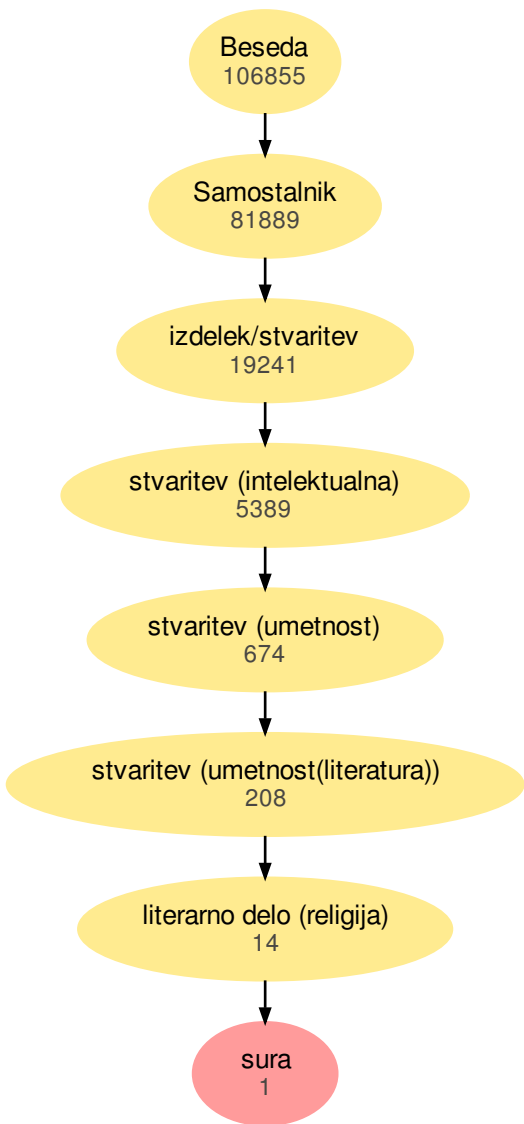 Beseda
106855
Samostalnik
81889
izdelek/stvaritev
19241
stvaritev (intelektualna)
5389
stvaritev (umetnost)
674
stvaritev (umetnost(literatura))
208
literarno delo (religija)
14
sura
1